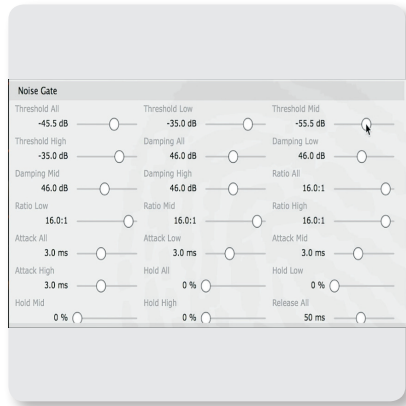 Noise Gate
Threshold All Threshold Low Threshold Mid
-45.5 dB -35.0 dB -55.5 dB
Threshold High Damping All Damping Low
-35.0 dB 46.0 dB 46.0 dB
Damping Mid Damping High Ratio All
46.0 dB 46.0 dB 16.0:1
Ratio Low Ratio Mid Ratio High
16.0:1 16.0:1 16.0:1
Attack All Attack Low Attack Mid
3.0 ms 3.0 ms 3.0 ms
Attack High Hold All Hold Low
3.0 ms 0 % 0 %
Hold Mid Hold High Release All
0 % 0 % 50 ms